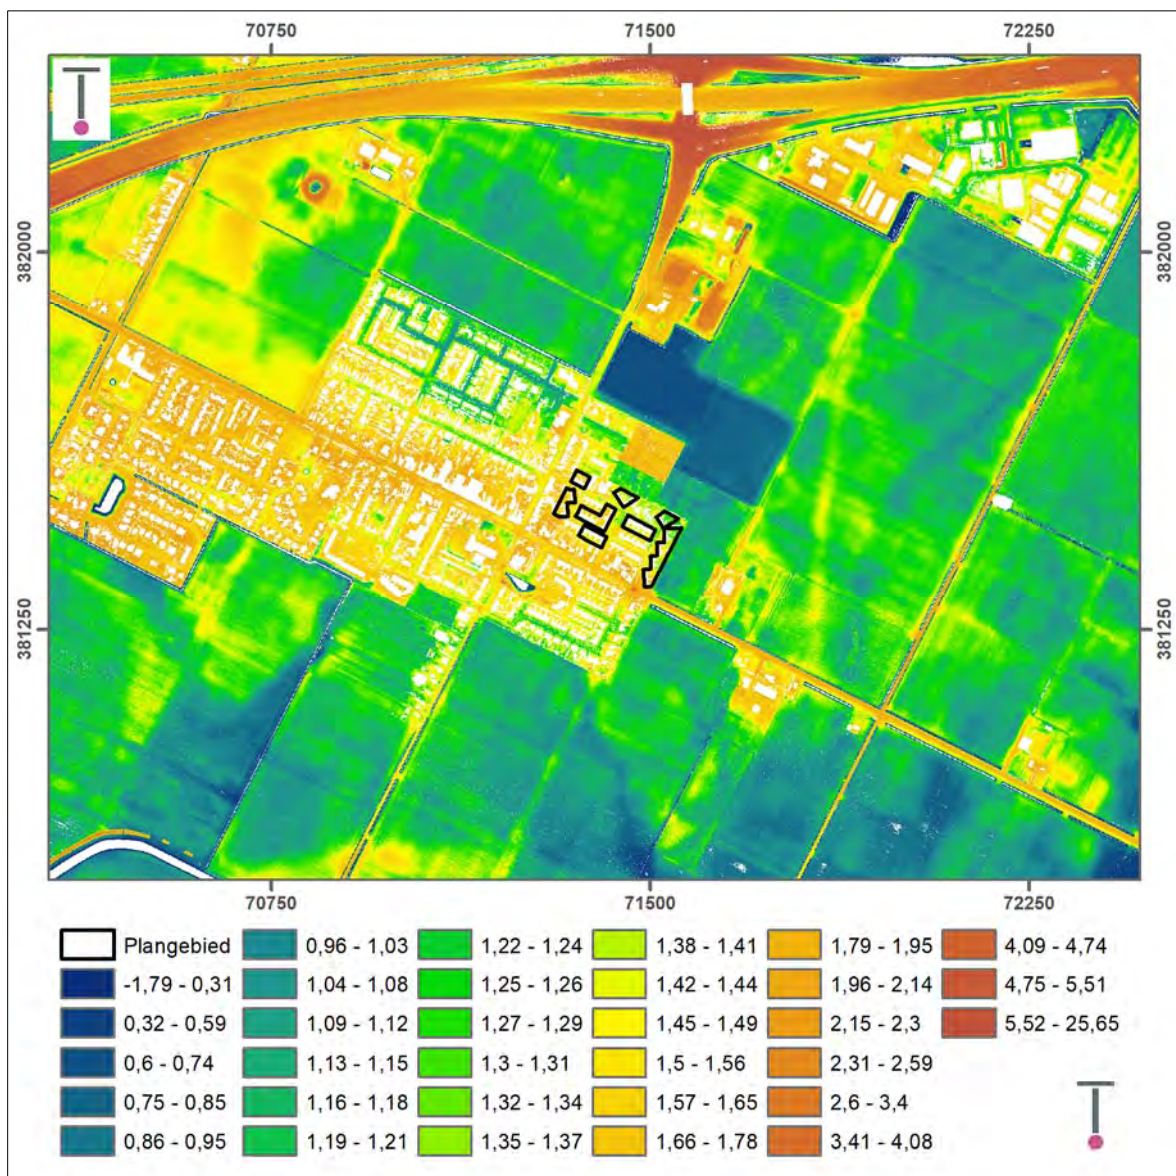 70750 71500 72250
382000 382000
381250 381250
70750 71500 72250
Plangebied 0,96 - 1,03 1,22 - 1,24 1,38 - 1,41 1,79 - 1,95 4,09 - 4,74
-1,79 - 0,31 1,04 - 1,08 1,25 - 1,26 1,42 - 1,44 1,96 - 2,14 4,75 - 5,51
0,32 - 0,59 1,09 - 1,12 1,27 - 1,29 1,45 - 1,49 2,15 - 2,3 5,52 - 25,65
0,6 - 0,74 1,13 - 1,15 1,3 - 1,31 1,5 - 1,56 2,31 - 2,59
0,75 - 0,85 1,16 - 1,18 1,32 - 1,34 1,57 - 1,65 2,6 - 3,4
0,86 - 0,95 1,19 - 1,21 1,35 - 1,37 1,66 - 1,78 3,41 - 4,08